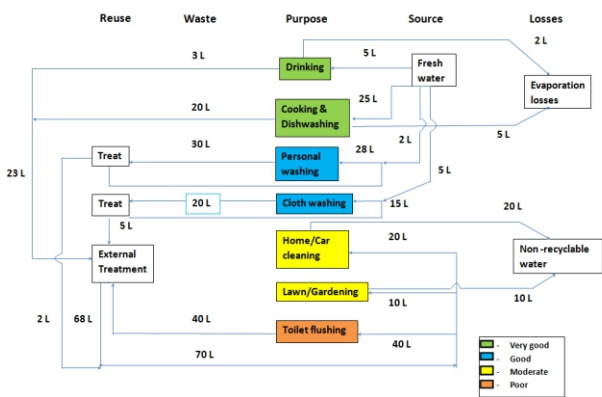 Reuse Waste Purpose Source Losses
2 L
3 L
5 L
Drinking
Fresh
water
Evaporation
losses
25 L
20 L
Cooking &
Dishwashing
5 L
30 L
2 L
28 L
Treat
Personal
washing
23 L
5 L
Treat
20 L
Cloth washing
15 L
5 L
20 L
External
Treatment
Home/Car
cleaning
20 L
Non -recyclable
water
Lawn/Gardening
10 L
10 L
2 L
68 L
40 L
Toilet flushing
40 L
70 L
- Very good
- Good
- Moderate
- Poor